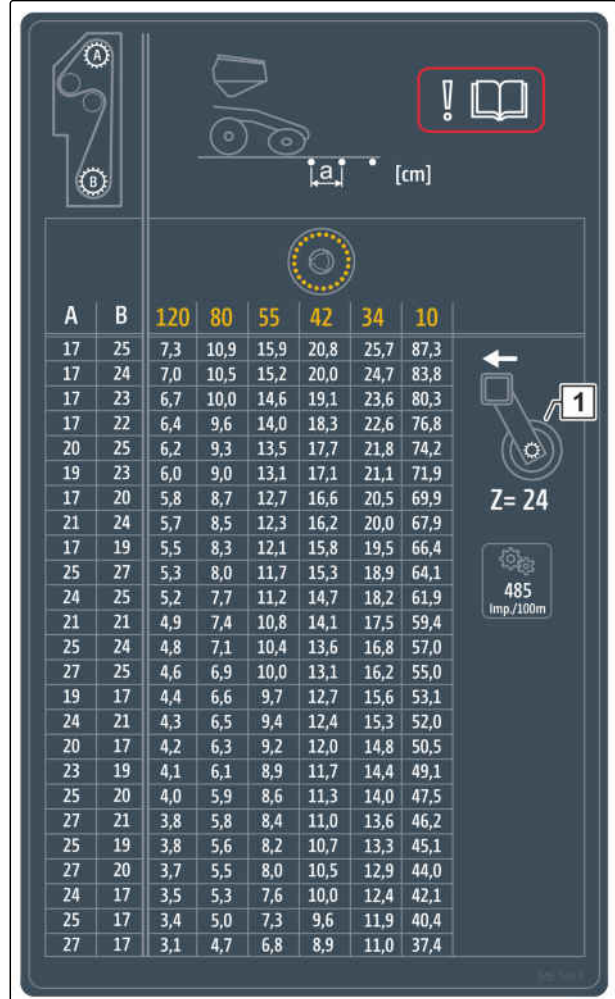 A
!
B
a [cm]
A B 120 80 55 42 34 10
17 25 7,3 10,9 15,9 20,8 25,7 87,3
17 24 7,0 10,5 15,2 20,0 24,7 83,8
17 23 6,7 10,0 14,6 19,1 23,6 80,3
17 22 6,4 9,6 14,0 18,3 22,6 76,8
20 25 6,2 9,3 13,5 17,7 21,8 74,2
19 23 6,0 9,0 13,1 17,1 21,1 71,9
17 20 5,8 8,7 12,7 16,6 20,5 69,9
21 24 5,7 8,5 12,3 16,2 20,0 67,9
17 19 5,5 8,3 12,1 15,8 19,5 66,4
25 27 5,3 8,0 11,7 15,3 18,9 64,1
24 25 5,2 7,7 11,2 14,7 18,2 61,9
21 21 4,9 7,4 10,8 14,1 17,5 59,4
25 24 4,8 7,1 10,4 13,6 16,8 57,0
27 25 4,6 6,9 10,0 13,1 16,2 55,0
19 17 4,4 6,6 9,7 12,7 15,6 53,1
24 21 4,3 6,5 9,4 12,4 15,3 52,0
20 17 4,2 6,3 9,2 12,0 14,8 50,5
23 19 4,1 6,1 8,9 11,7 14,4 49,1
25 20 4,0 5,9 8,6 11,3 14,0 47,5
27 21 3,8 5,8 8,4 11,0 13,6 46,2
25 19 3,8 5,6 8,2 10,7 13,3 45,1
27 20 3,7 5,5 8,0 10,5 12,9 44,0
24 17 3,5 5,3 7,6 10,0 12,4 42,1
25 17 3,4 5,0 7,3 9,6 11,9 40,4
27 17 3,1 4,7 6,8 8,9 11,0 37,4
1
Z= 24
485
Imp./100m